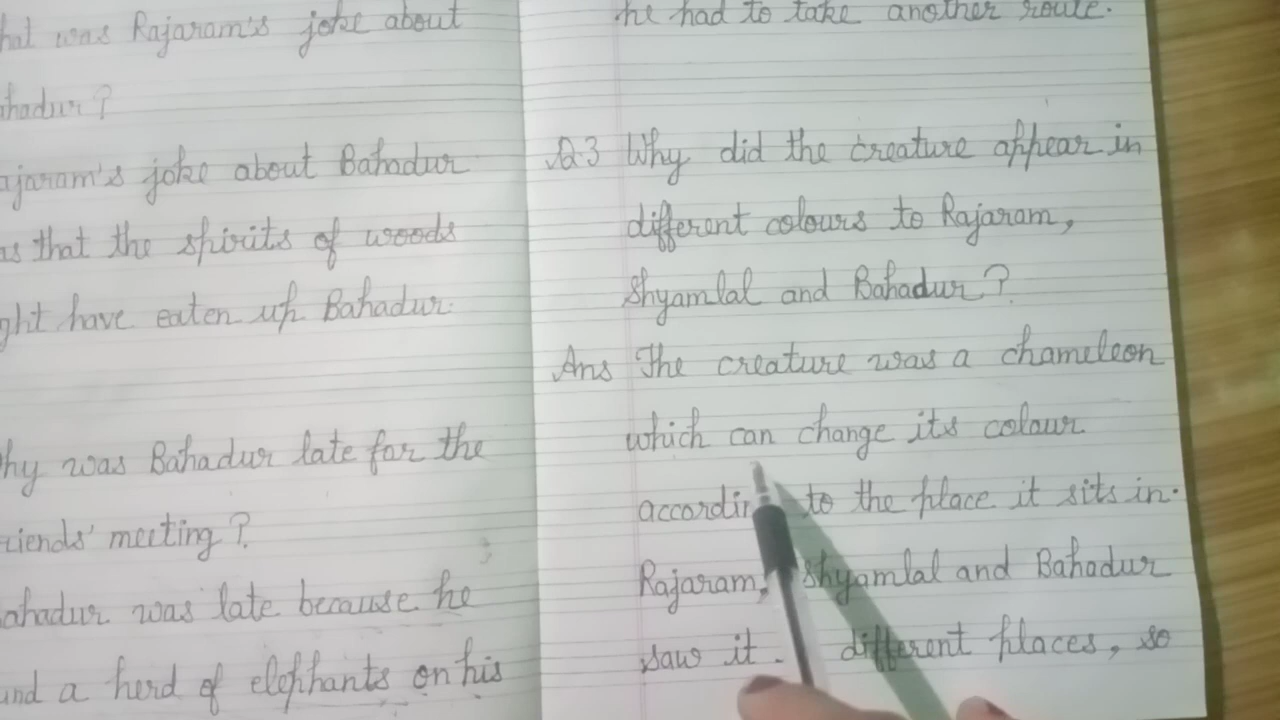 hat was Rajaram's joke about
ahadur?
ajaram's joke about Bahadur
as that the spirits of woods
ght have eaten up Bahadur.
hy was Bahadur late for the
riends' meeting?
ahadur was late because he
und a herd of elephants on his
he had to take another route.
Q3 Why did the creature appear in
different colours to Rajaram,
Shyamlal and Bahadur?
Ans The creature was a chameleon
which can change its colour
accordin to the place it sits in.
Rajaram, Shyamlal and Bahadur
saw it different places, so